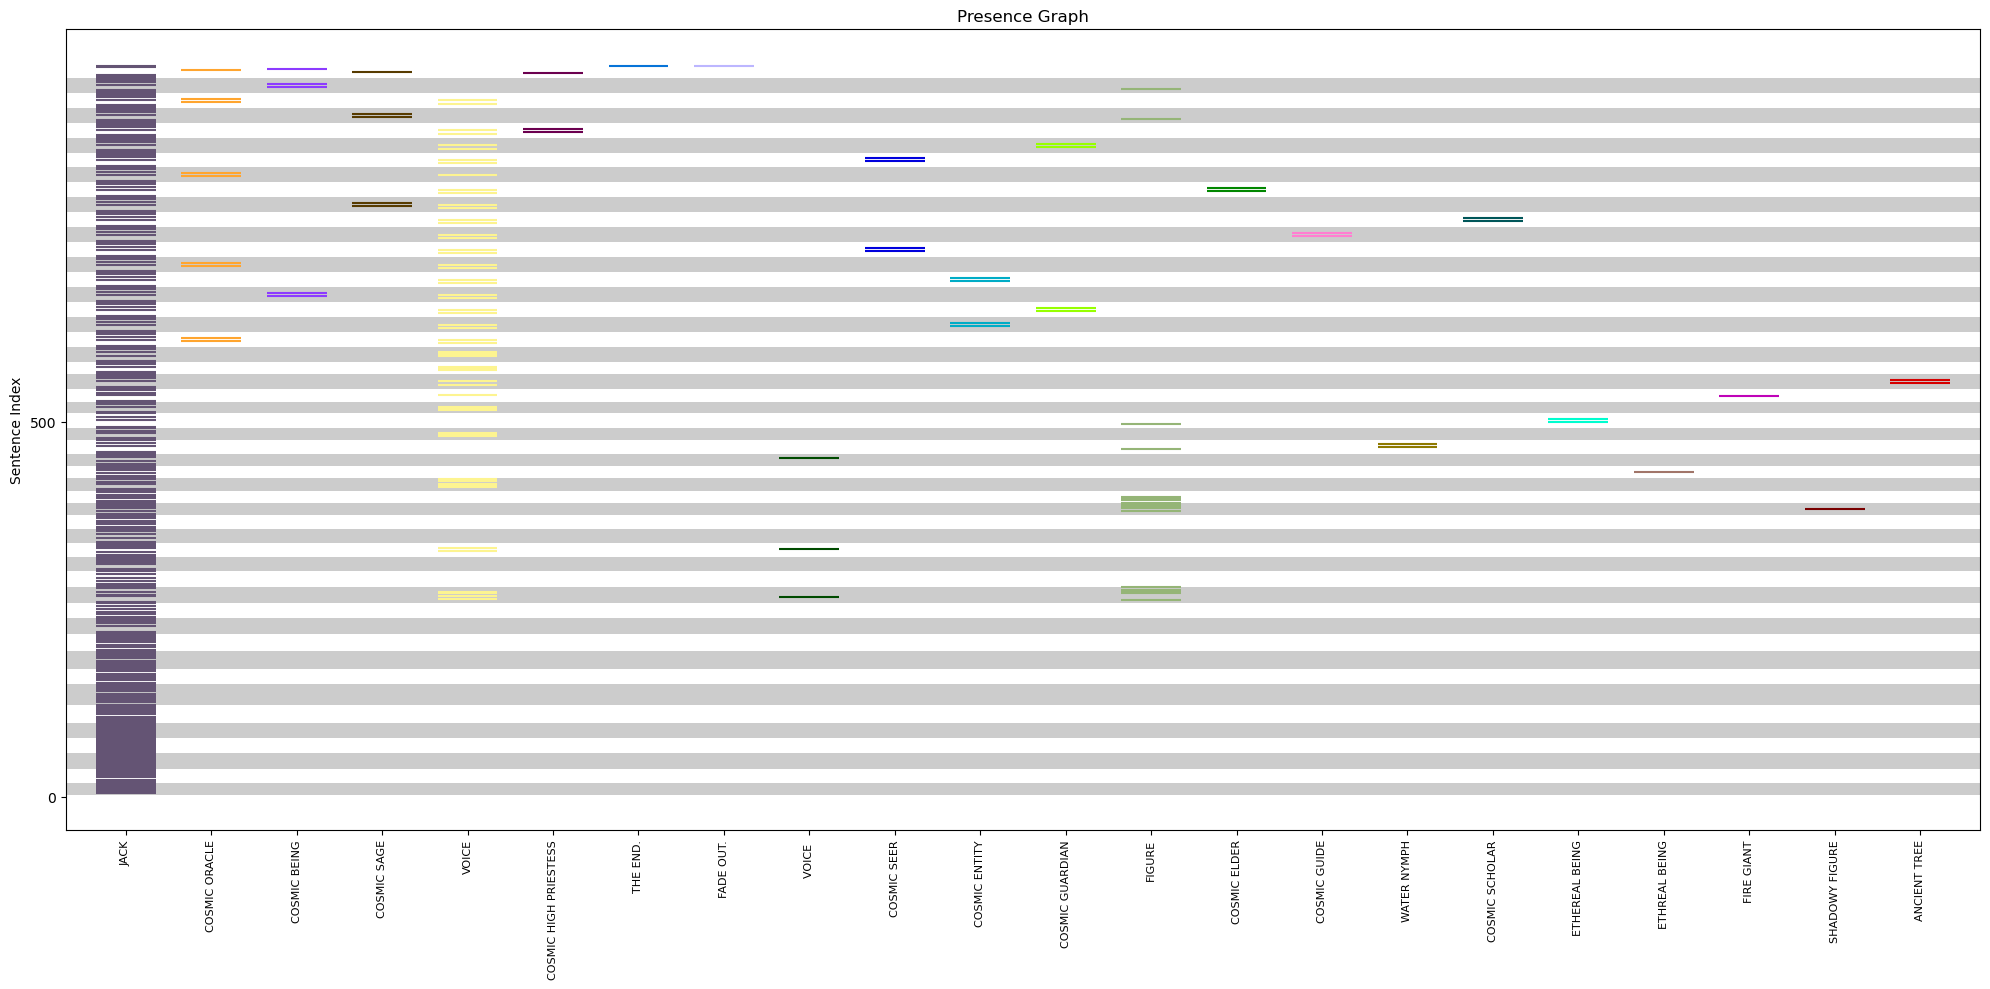 Presence Graph
Sentence Index
500
0
JACK
COSMIC ORACLE
COSMIC BEING
COSMIC SAGE
VOICE
COSMIC HIGH PRIESTESS
THE END.
FADE OUT.
VOICE
COSMIC SEER
COSMIC ENTITY
COSMIC GUARDIAN
FIGURE
COSMIC ELDER
COSMIC GUIDE
WATER NYMPH
COSMIC SCHOLAR
ETHEREAL BEING
ETHREAL BEING
FIRE GIANT
SHADOWY FIGURE
ANCIENT TREE